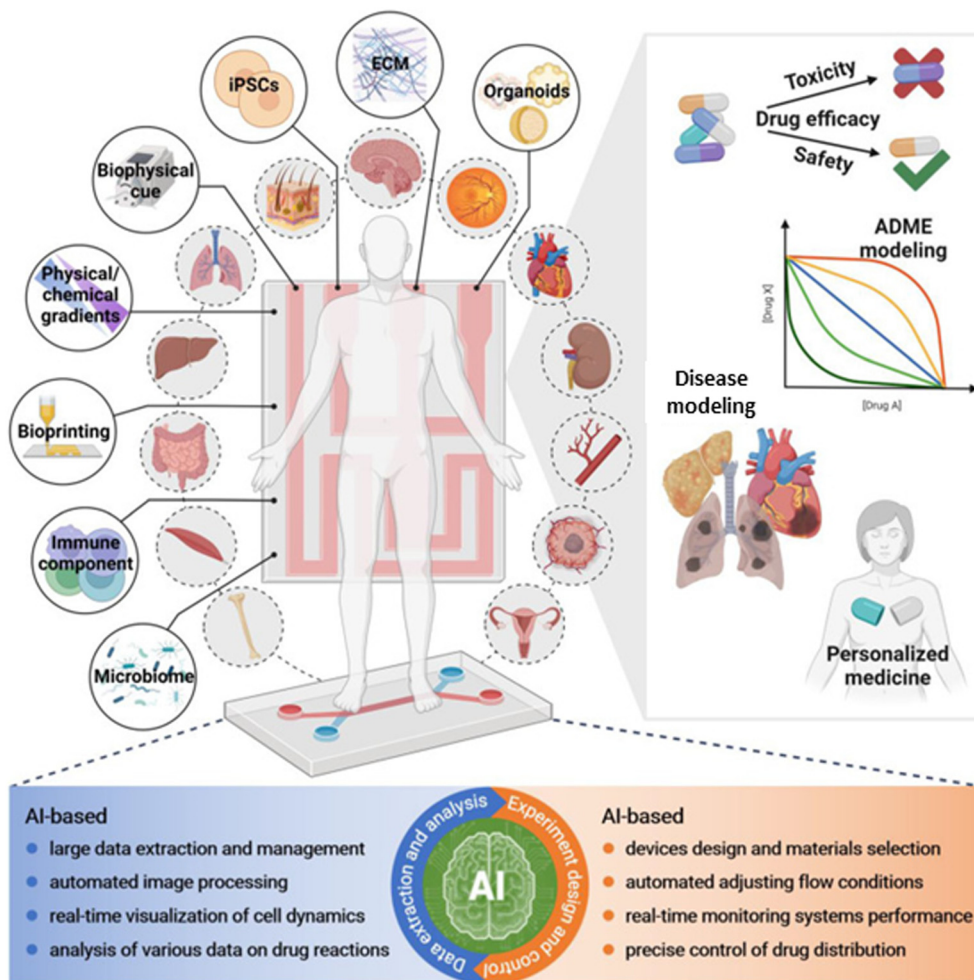 iPSCs
ECM
Organoids
Biophysical
cue
Physical/
chemical
gradients
Bioprinting
Immune
component
Microbiome
Toxicity
Drug efficacy
Safety
ADME
modeling
[Drug X]
[Drug A]
Disease
modeling
Personalized
medicine
AI-based
large data extraction and management
automated image processing
real-time visualization of cell dynamics
analysis of various data on drug reactions
Data extraction and analysis
Experiment design and control
AI
AI-based
devices design and materials selection
automated adjusting flow conditions
real-time monitoring systems performance
precise control of drug distribution